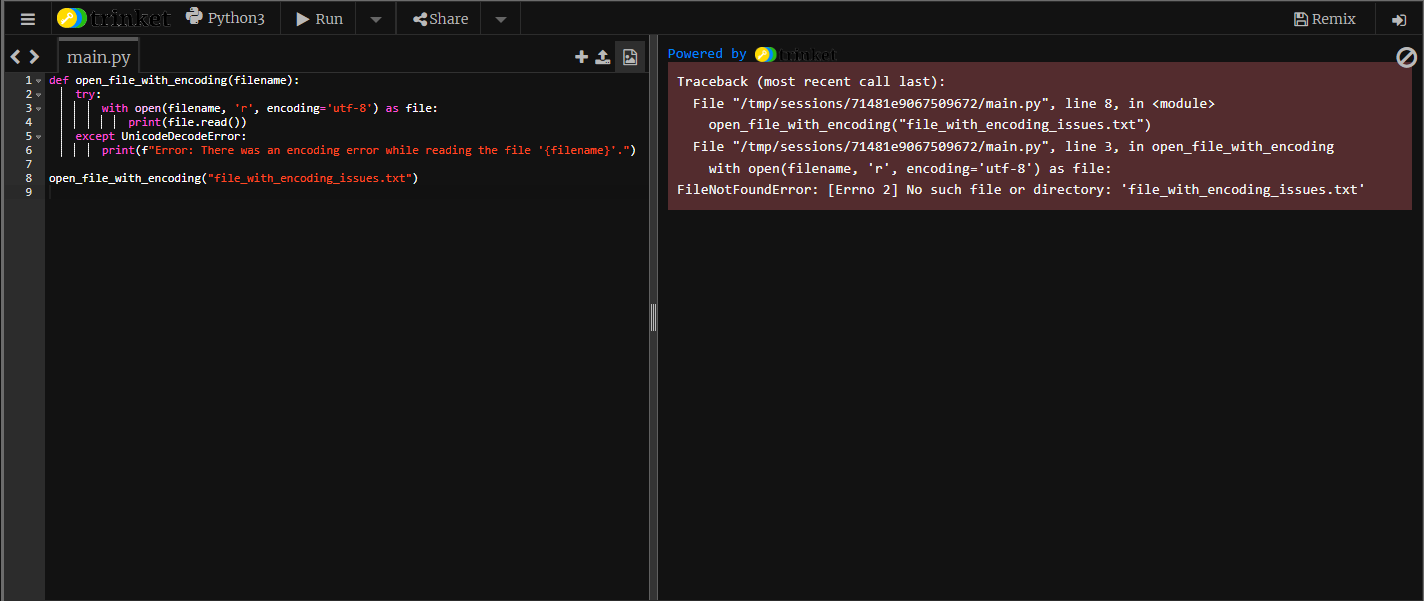 trinket Python3 Run Share Remix
main.py
1 def open_file_with_encoding(filename):
2 try:
3 with open(filename, 'r', encoding='utf-8') as file:
4 print(file.read())
5 except UnicodeDecodeError:
6 print(f"Error: There was an encoding error while reading the file '{filename}'.")
7
8 open_file_with_encoding("file_with_encoding_issues.txt")
9
Powered by trinket
Traceback (most recent call last):
File "/tmp/sessions/71481e9067509672/main.py", line 8, in <module>
open_file_with_encoding("file_with_encoding_issues.txt")
File "/tmp/sessions/71481e9067509672/main.py", line 3, in open_file_with_encoding
with open(filename, 'r', encoding='utf-8') as file:
FileNotFoundError: [Errno 2] No such file or directory: 'file_with_encoding_issues.txt'